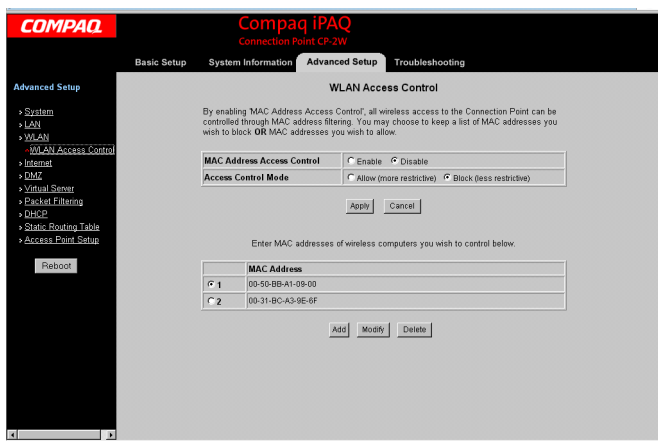 COMPAQ
Compaq iPAQ
Connection Point CP-2W
Basic Setup System Information Advanced Setup Troubleshooting
Advanced Setup
> System
> LAN
> WLAN
WLAN Access Control
> Internet
> DMZ
> Virtual Server
> Packet Filtering
> DHCP
> Static Routing Table
> Access Point Setup
Reboot
WLAN Access Control
By enabling 'MAC Address Access Control', all wireless access to the Connection Point can be
controlled through MAC address filtering. You may choose to keep a list of MAC addresses you
wish to block OR MAC addresses you wish to allow.
MAC Address Access Control Enable Disable
Access Control Mode Allow (more restrictive) Block (less restrictive)
Apply Cancel
Enter MAC addresses of wireless computers you wish to control below.
MAC Address
1 00-50-BB-A1-09-00
2 00-31-BC-A3-9E-6F
Add Modify Delete